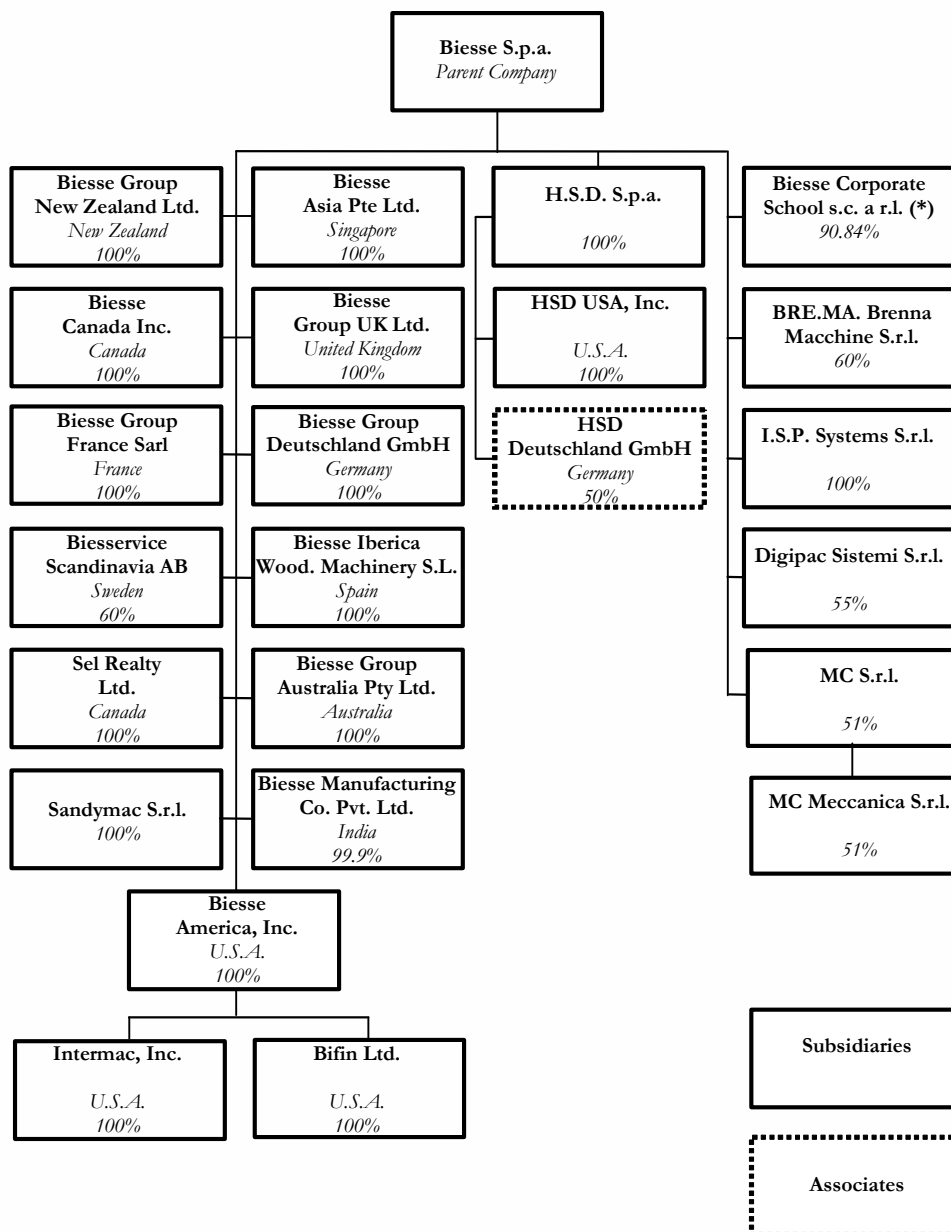 Biesse S.p.a.
Parent Company
Biesse Group
New Zealand Ltd.
New Zealand
100%
Biesse
Asia Pte Ltd.
Singapore
100%
H.S.D. S.p.a.
100%
Biesse Corporate
School s.c. a r.l. (*)
90.84%
Biesse
Canada Inc.
Canada
100%
Biesse
Group UK Ltd.
United Kingdom
100%
HSD USA, Inc.
U.S.A.
100%
BRE.MA. Brenna
Macchine S.r.l.
60%
Biesse Group
France Sarl
France
100%
Biesse Group
Deutschland GmbH
Germany
100%
HSD
Deutschland GmbH
Germany
50%
I.S.P. Systems S.r.l.
100%
Biesservice
Scandinavia AB
Sweden
60%
Biesse Iberica
Wood. Machinery S.L.
Spain
100%
Digipac Sistemi S.r.l.
55%
Sel Realty
Ltd.
Canada
100%
Biesse Group
Australia Pty Ltd.
Australia
100%
MC S.r.l.
51%
Sandymac S.r.l.
100%
Biesse Manufacturing
Co. Pvt. Ltd.
India
99.9%
MC Meccanica S.r.l.
51%
Biesse
America, Inc.
U.S.A.
100%
Intermac, Inc.
U.S.A.
100%
Bifin Ltd.
U.S.A.
100%
Subsidiaries
Associates